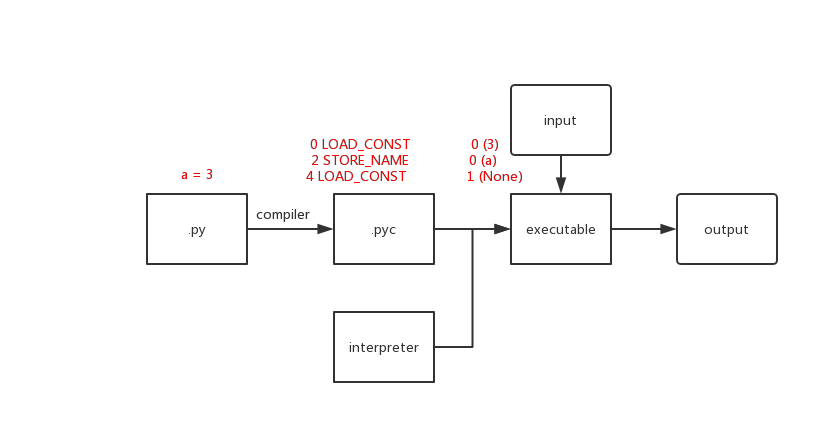 input
0 LOAD_CONST 0 (3)
2 STORE_NAME 0 (a)
4 LOAD_CONST 1 (None)
a = 3
compiler
.py
.pyc
executable
output
interpreter